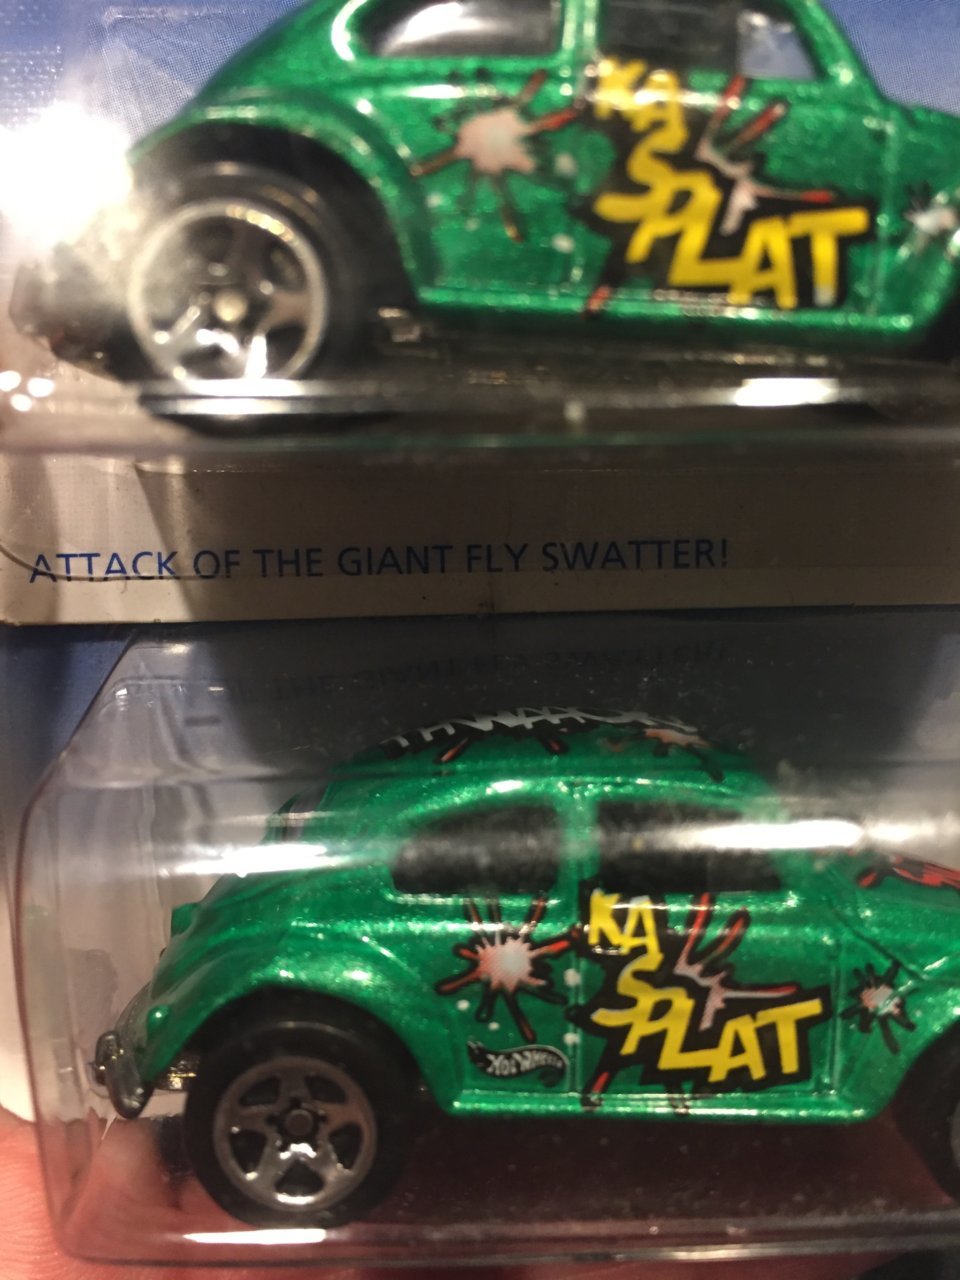 KA
SPLAT
ATTACK OF THE GIANT FLY SWATTER!
KA
SPLAT
Hot Wheels